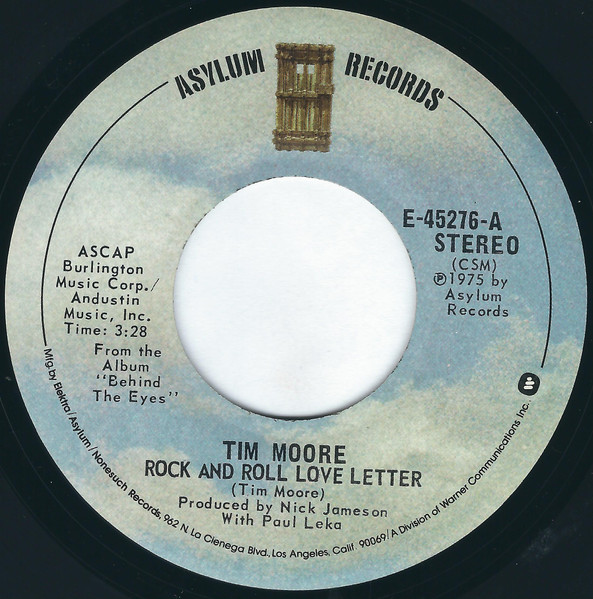 ASYLUM RECORDS
E-45276-A
STEREO
(CSM)
℗1975 by
Asylum
Records
ASCAP
Burlington
Music Corp./
Andustin
Music, Inc.
Time: 3:28
From the
Album
"Behind
The Eyes"
TIM MOORE
ROCK AND ROLL LOVE LETTER
(Tim Moore)
Produced by Nick Jameson
With Paul Leka
Mfg. by Elektra/Asylum/Nonesuch Records, 962 N. La Cienega Blvd., Los Angeles, Calif. 90069/A Division of Warner Communications Inc.